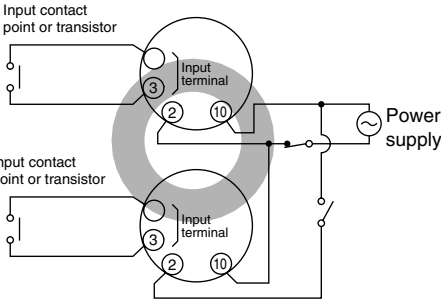 Input contact
point or transistor
Input
terminal
3
2
10
Power
supply
nput contact
oint or transistor
Input
terminal
3
2
10